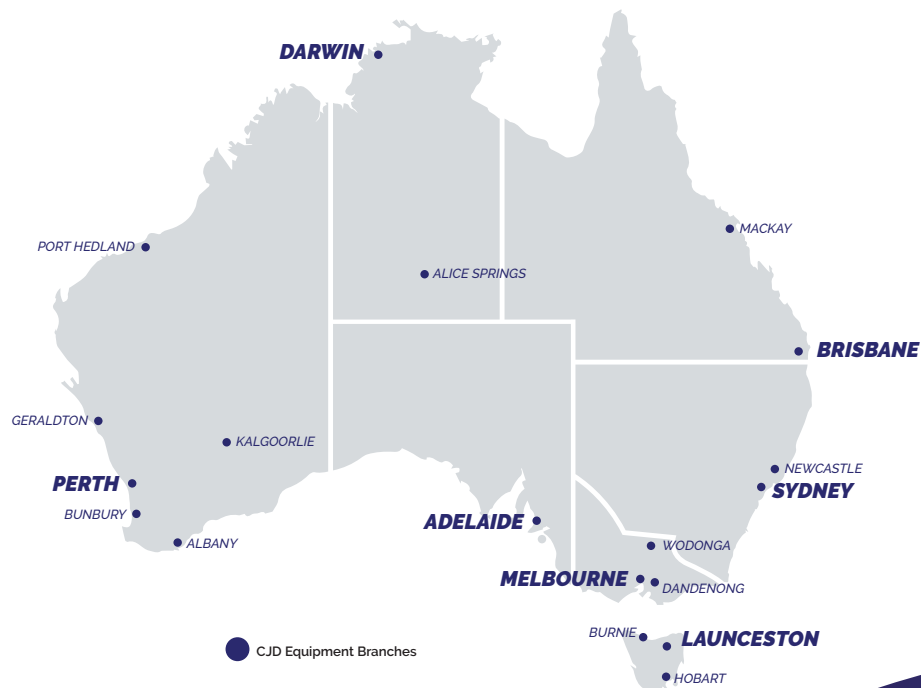 DARWIN
MACKAY
PORT HEDLAND
ALICE SPRINGS
BRISBANE
GERALDTON
KALGOORLIE
NEWCASTLE
PERTH
SYDNEY
BUNBURY
ADELAIDE
ALBANY
WODONGA
MELBOURNE
DANDENONG
BURNIE
LAUNCESTON
CJD Equipment Branches
HOBART